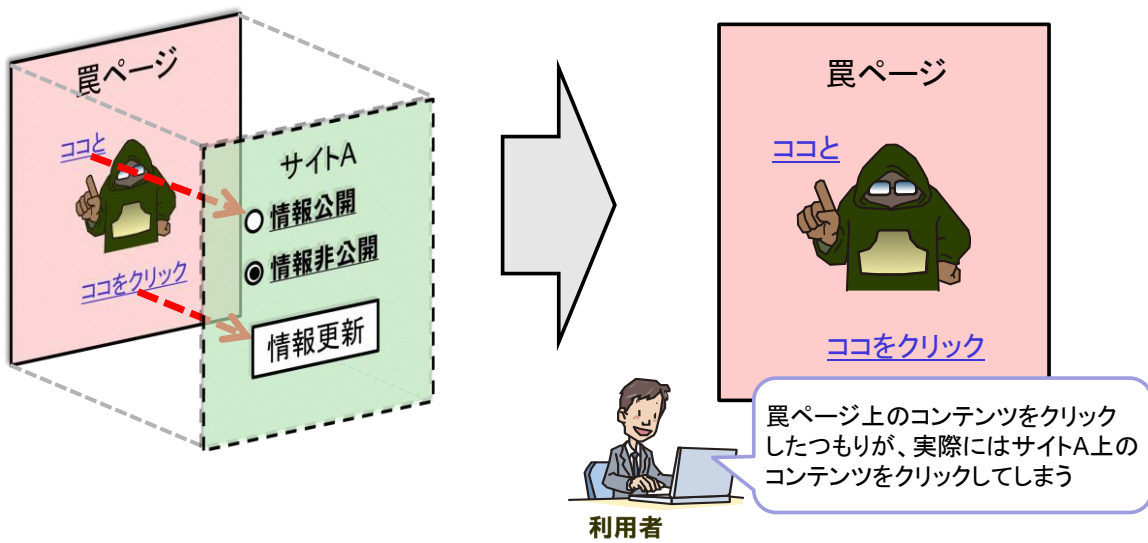 罠ページ
ココと
ココをクリック
サイトA
情報公開
情報非公開
情報更新
罠ページ
ココと
ココをクリック
罠ページ上のコンテンツをクリック
したつもりが、実際にはサイトA上の
コンテンツをクリックしてしまう
利用者